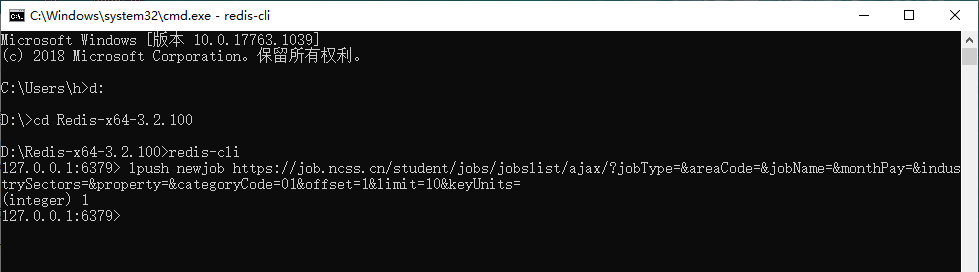 C:\Windows\system32\cmd.exe - redis-cli
Microsoft Windows [版本 10.0.17763.1039]
(c) 2018 Microsoft Corporation。保留所有权利。
C:\Users\h>d:
D:\>cd Redis-x64-3.2.100
D:\Redis-x64-3.2.100>redis-cli
127.0.0.1:6379> lpush newjob https://job.ncss.cn/student/jobs/jobslist/ajax/?jobType=&areaCode=&jobName=&monthPay=&indus
trySectors=&property=&categoryCode=01&offset=1&limit=10&keyUnits=
(integer) 1
127.0.0.1:6379>